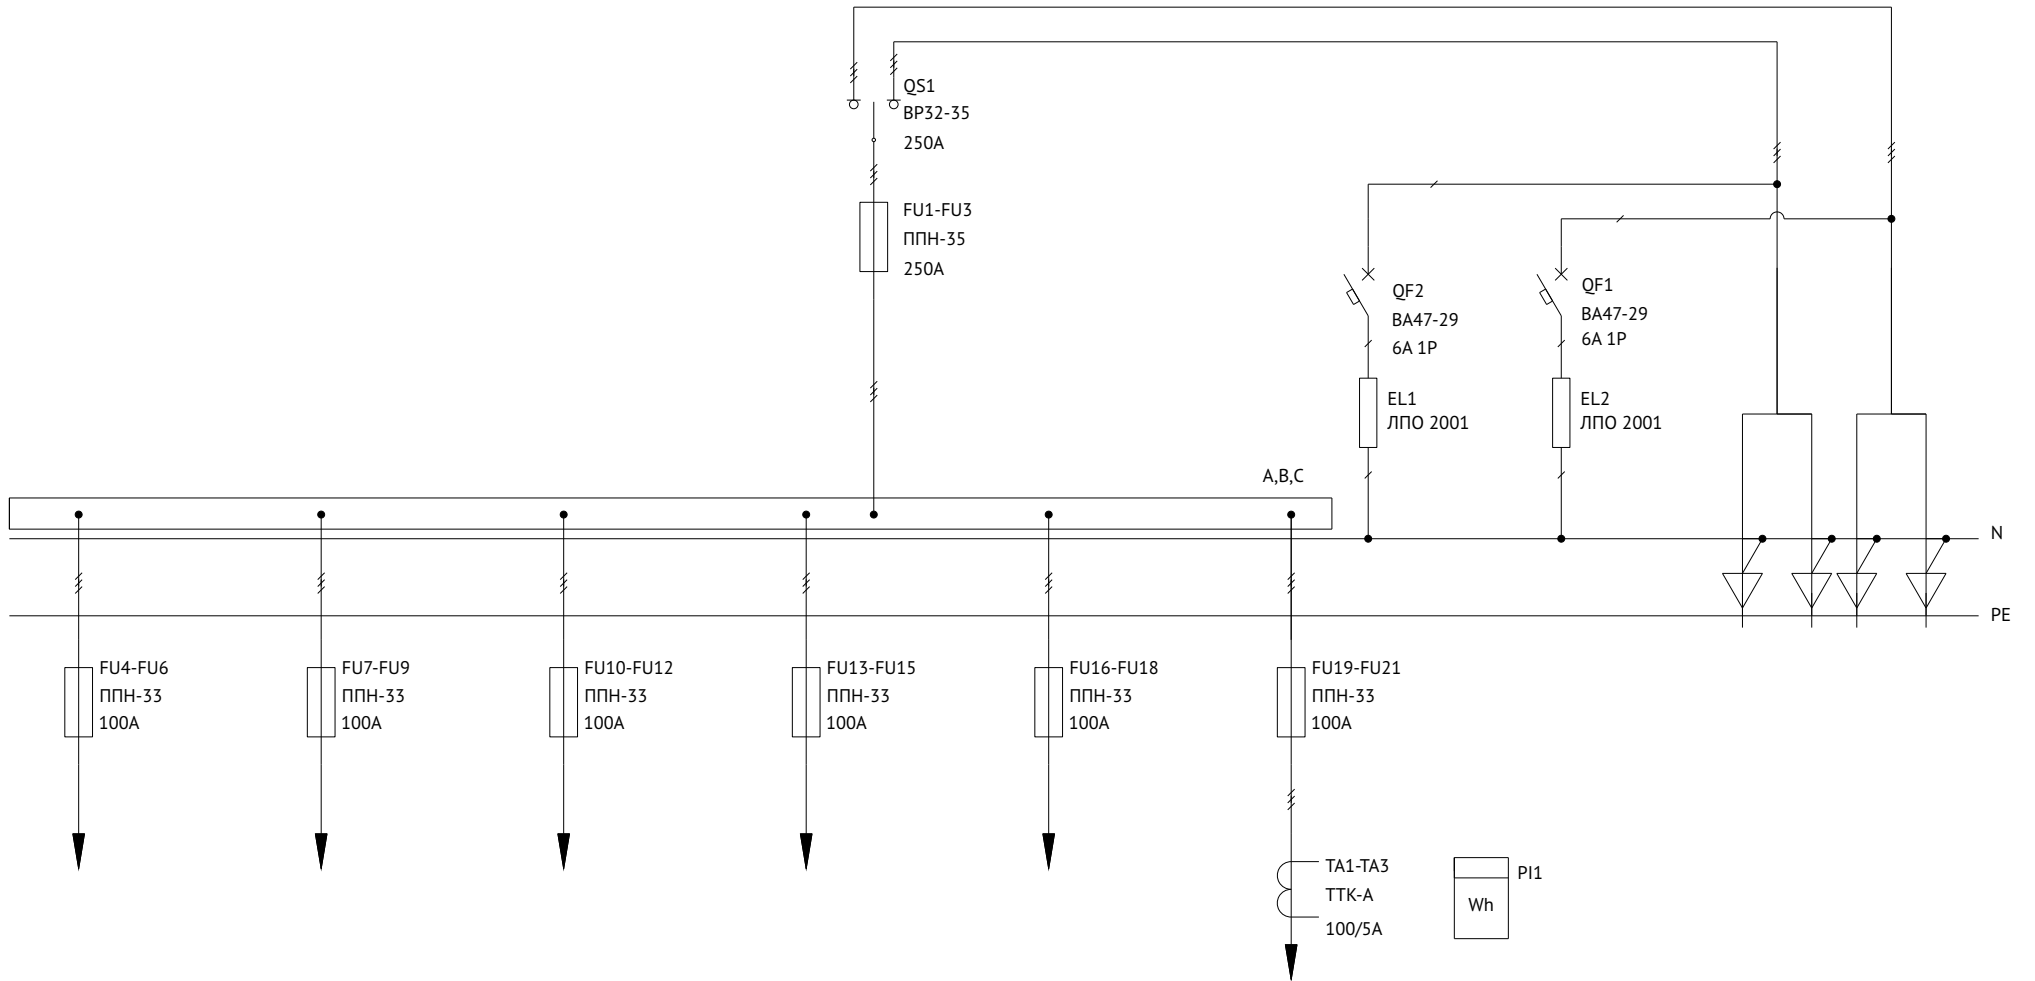 QS1
ВР32-35
250А
FU1-FU3
ППН-35
250А
QF2
ВА47-29
6А 1Р
QF1
ВА47-29
6А 1Р
EL1
ЛПО 2001
EL2
ЛПО 2001
A,B,C
N
PE
FU4-FU6
ППН-33
100А
FU7-FU9
ППН-33
100А
FU10-FU12
ППН-33
100А
FU13-FU15
ППН-33
100А
FU16-FU18
ППН-33
100А
FU19-FU21
ППН-33
100А
TA1-TA3
ТТК-А
100/5А
PI1
Wh